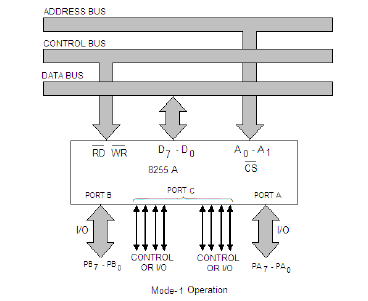 ADDRESS BUS
CONTROL BUS
DATA BUS
RD WR D7 - D0 A0 - A1
8255 A CS
PORT B PORT C PORT A
I/O I/O
PB7 - PB0 CONTROL OR I/O CONTROL OR I/O PA7 - PA0
Mode- 1 Operation